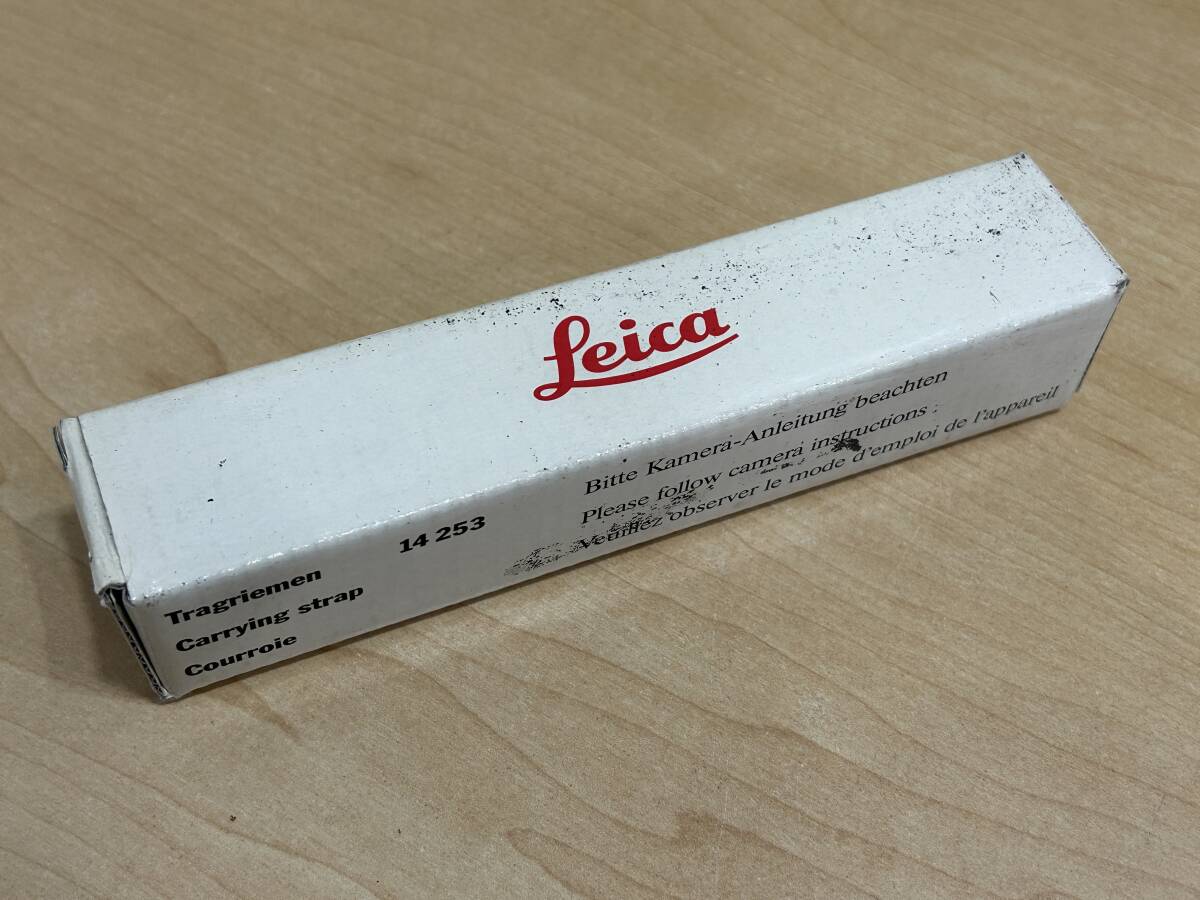 Leica
Bitte Kamera-Anleitung beachten
Please follow camera instructions
Veuillez observer le mode d'emploi de l'appareil
14 253
Tragriemen
Carrying strap
Courroie